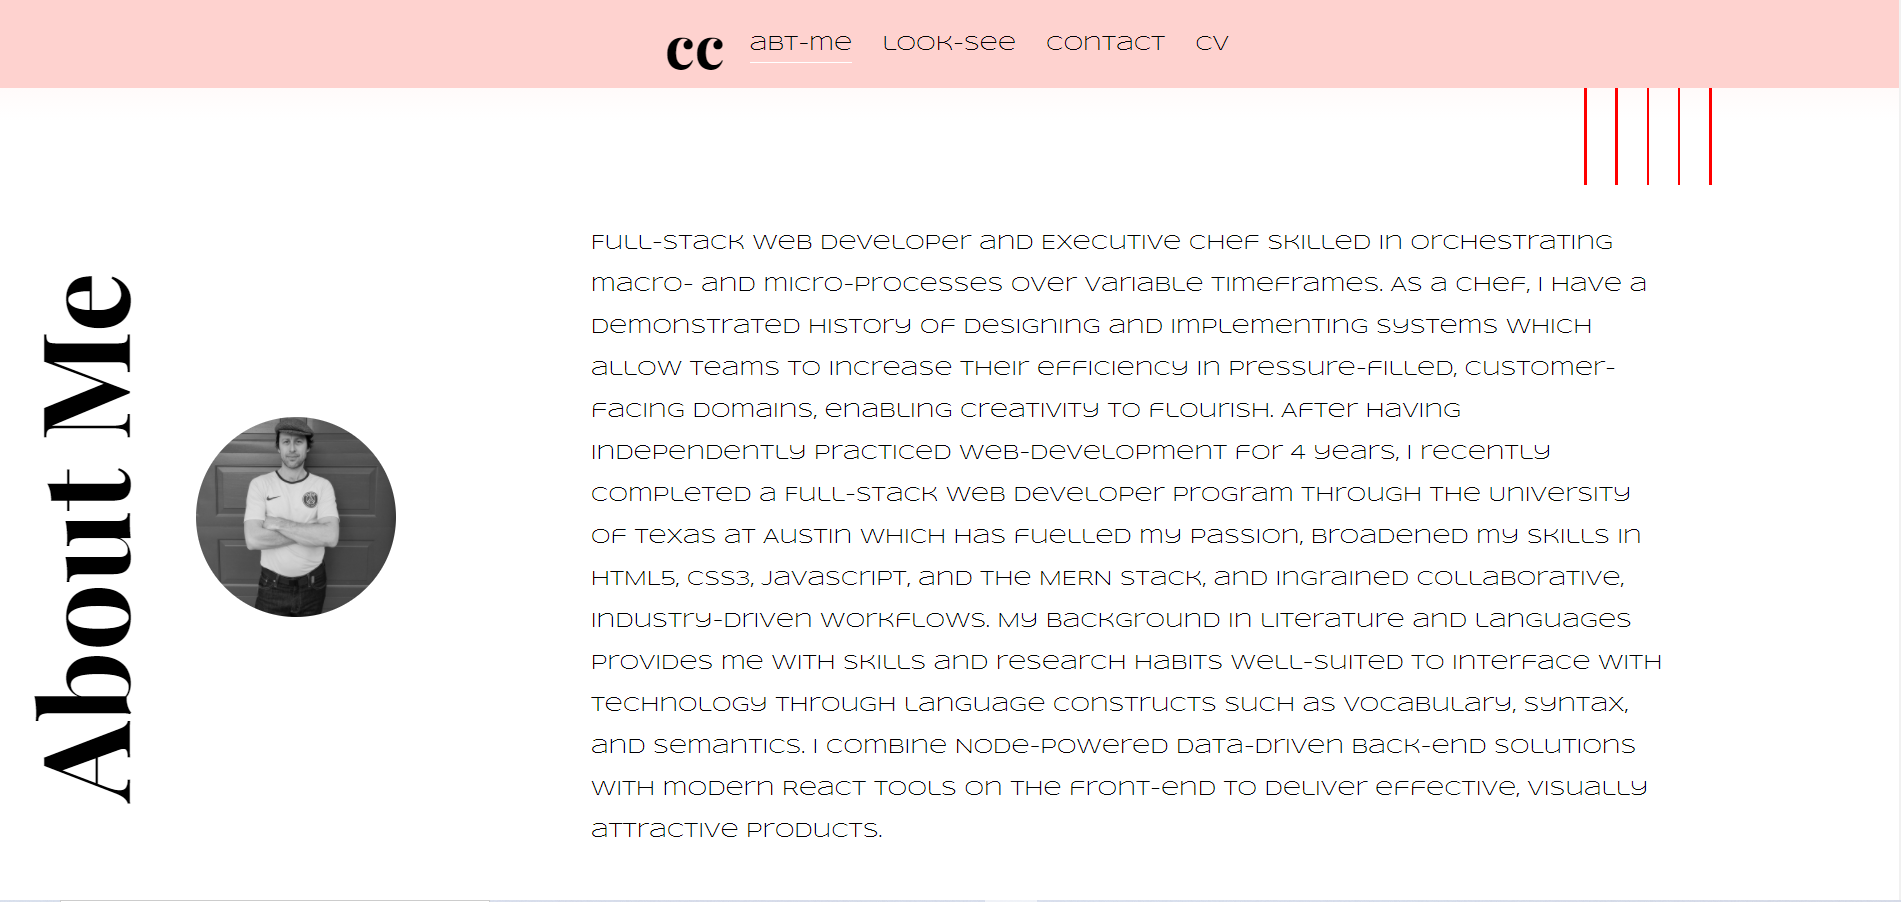 cc abt-me look-see contact cv
About Me
Full-stack web developer and Executive Chef skilled in orchestrating
macro- and micro-processes over variable timeframes. As a chef, I have a
demonstrated history of designing and implementing systems which
allow teams to increase their efficiency in pressure-filled, customer-
facing domains, enabling creativity to flourish. After having
independently practiced web-development for 4 years, I recently
completed a full-stack web developer program through the University
of Texas at Austin which has fuelled my passion, broadened my skills in
HTML5, CSS3, Javascript, and the MERN stack, and ingrained collaborative,
industry-driven workflows. My background in literature and languages
provides me with skills and research habits well-suited to interface with
technology through language constructs such as vocabulary, syntax,
and semantics. I combine Node-powered data-driven back-end solutions
with modern React tools on the front-end to deliver effective, visually
attractive products.